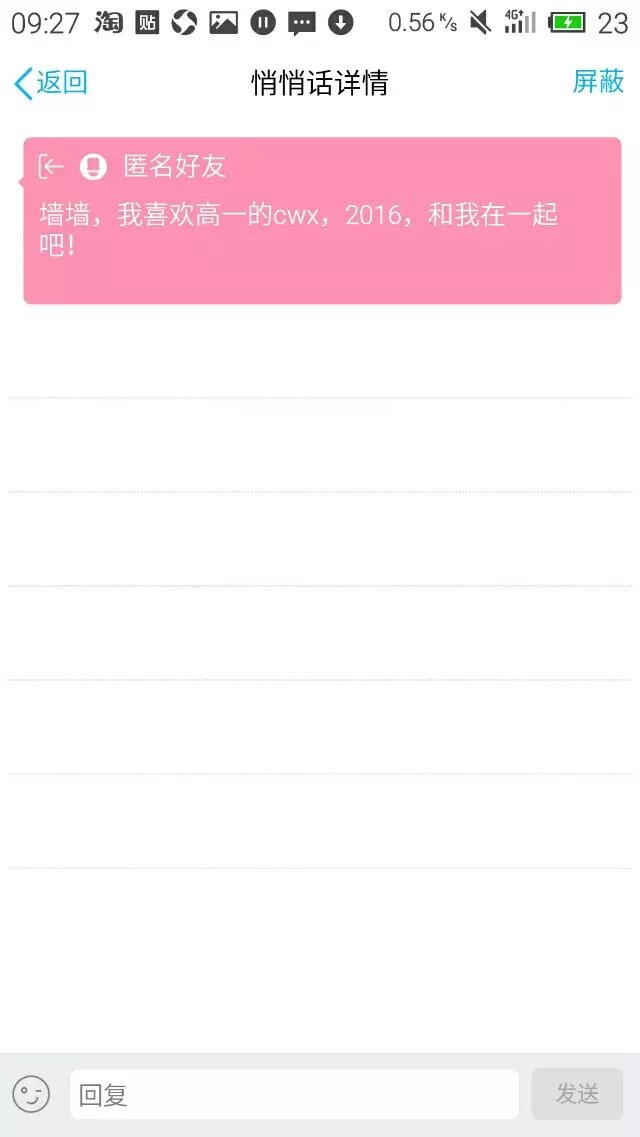 09:27 淘 贴 0.56 K/s 4G+ 23
返回 悄悄话详情 屏蔽
匿名好友
墙墙，我喜欢高一的cwx，2016，和我在一起
吧！
回复 发送